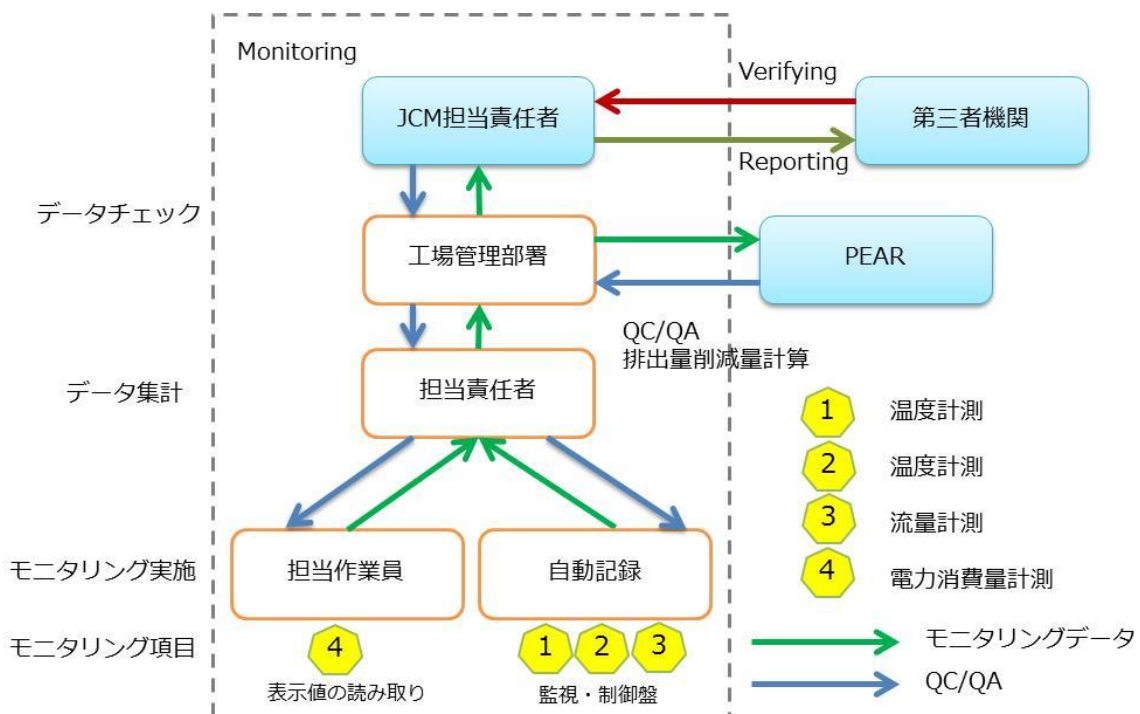 Monitoring
JCM担当責任者
Verifying
第三者機関
Reporting
データチェック
工場管理部署
PEAR
QC/QA
排出量削減量計算
データ集計
担当責任者
1 温度計測
2 温度計測
3 流量計測
4 電力消費量計測
モニタリング実施
担当作業員
自動記録
モニタリング項目
4
1 2 3
表示値の読み取り
監視・制御盤
モニタリングデータ
QC/QA